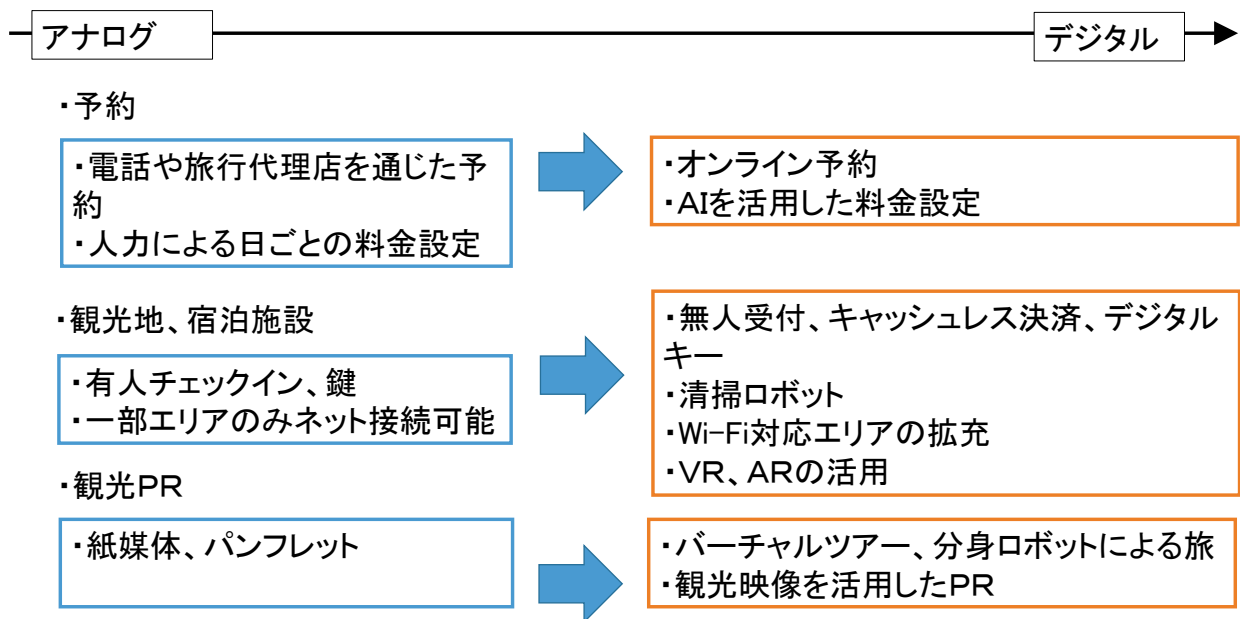 アナログ
デジタル
・予約
・電話や旅行代理店を通じた予
約
・人力による日ごとの料金設定
・オンライン予約
・AIを活用した料金設定
・観光地、宿泊施設
・有人チェックイン、鍵
・一部エリアのみネット接続可能
・無人受付、キャッシュレス決済、デジタル
キー
・清掃ロボット
・Wi-Fi対応エリアの拡充
・VR、ARの活用
・観光PR
・紙媒体、パンフレット
・バーチャルツアー、分身ロボットによる旅
・観光映像を活用したPR